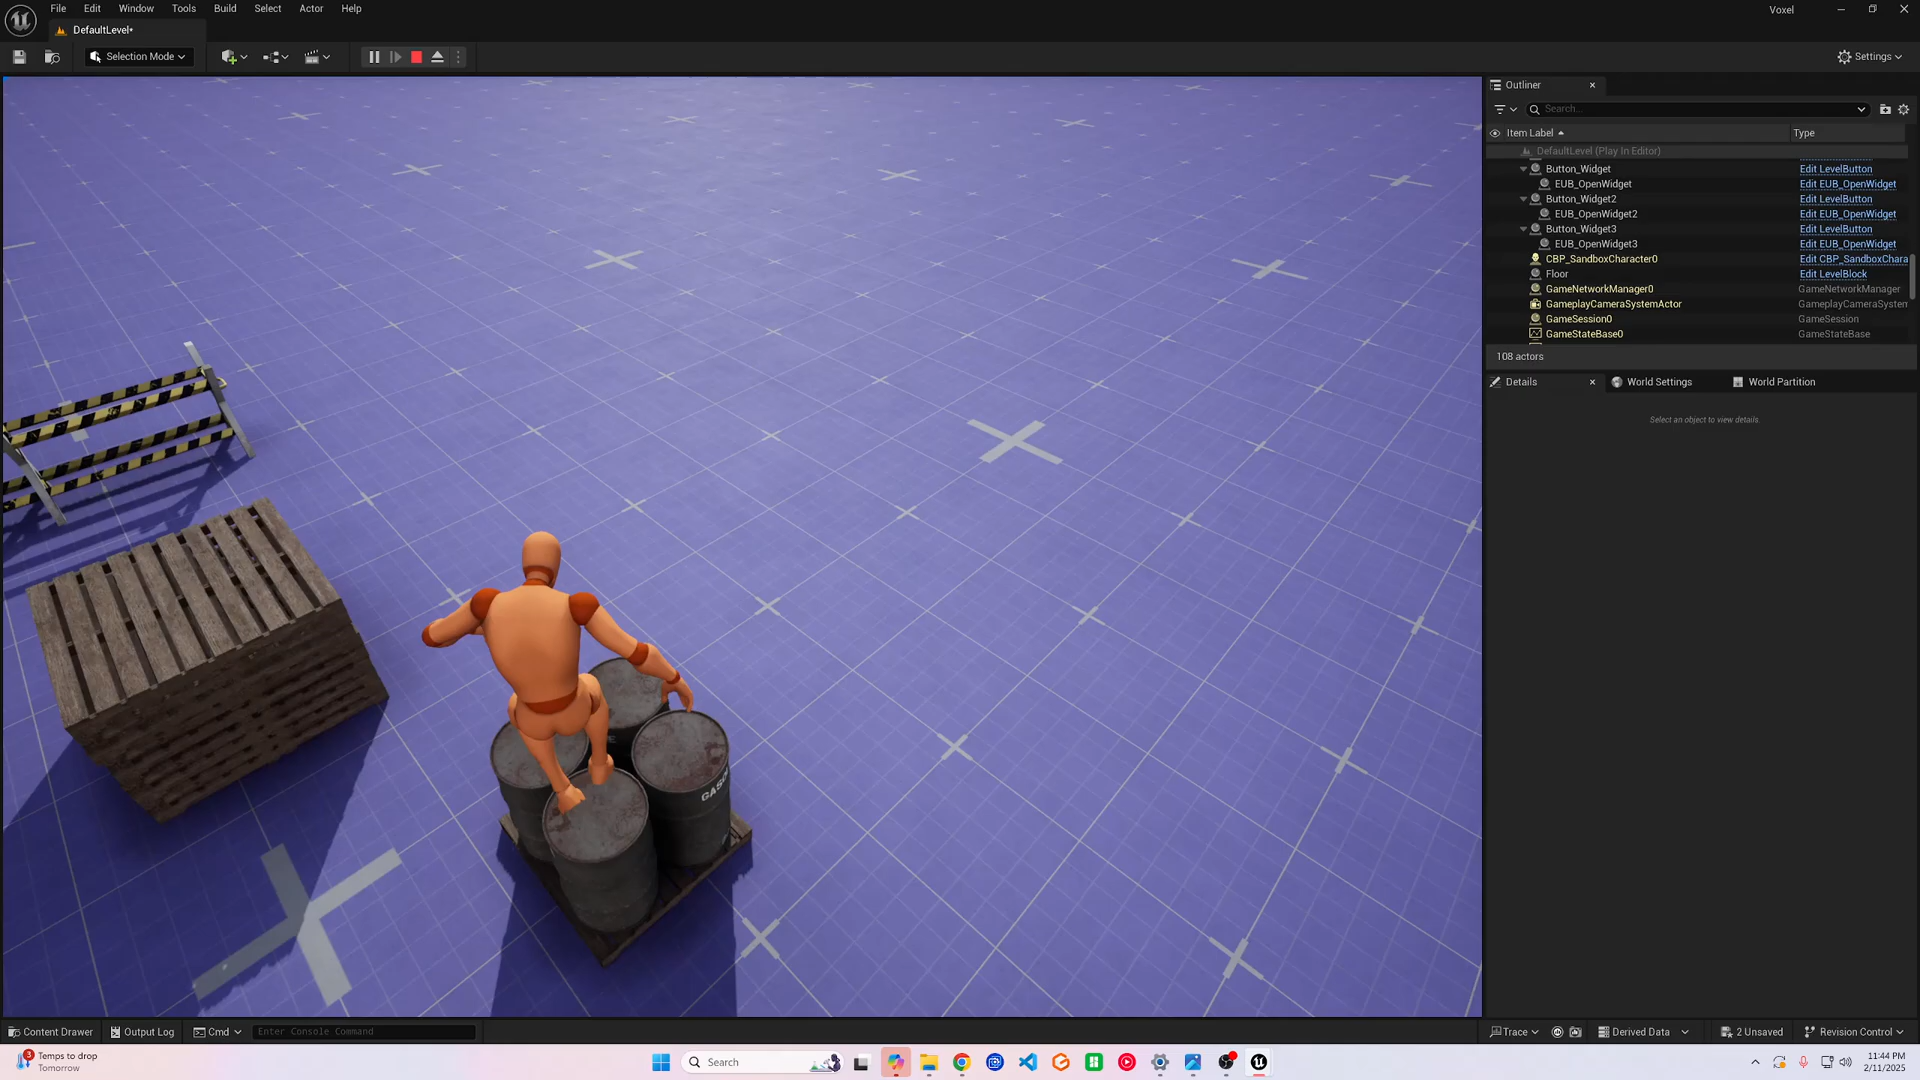 File Edit Window Tools Build Select Actor Help
Voxel
DefaultLevel*
Selection Mode
Settings
Outliner
Search...
Item Label
Type
DefaultLevel (Play In Editor)
Button_Widget
Edit LevelButton
EUB_OpenWidget
Edit EUB_OpenWidget
Button_Widget2
Edit LevelButton
EUB_OpenWidget2
Edit EUB_OpenWidget
Button_Widget3
Edit LevelButton
EUB_OpenWidget3
Edit EUB_OpenWidget
CBP_SandboxCharacter0
Edit CBP_SandboxChara
Floor
Edit LevelBlock
GameNetworkManager0
GameNetworkManager
GameplayCameraSystemActor
GameplayCameraSystem
GameSession0
GameSession
GameStateBase0
GameStateBase
108 actors
Details
World Settings
World Partition
Select an object to view details.
Content Drawer
Output Log
Cmd
Enter Console Command
Trace
Derived Data
2 Unsaved
Revision Control
3
Temps to drop
Tomorrow
Search
11:44 PM
2/11/2025